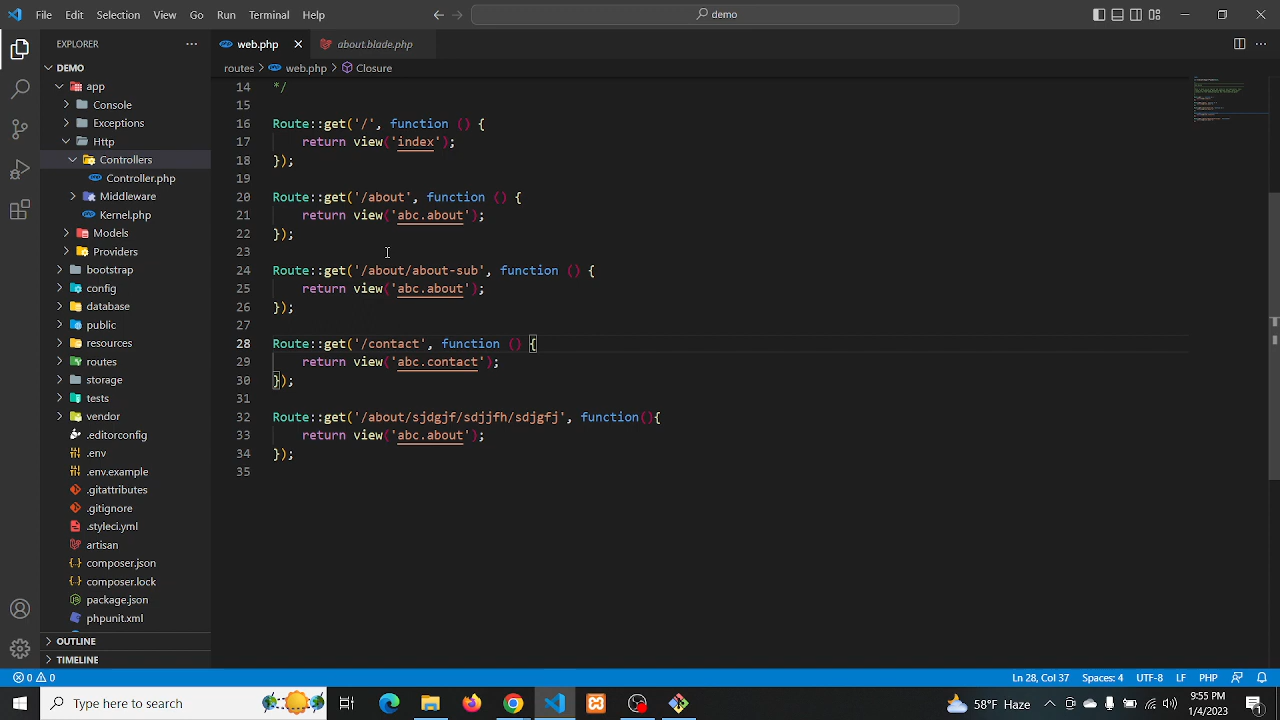 File Edit Selection View Go Run Terminal Help
demo
EXPLORER
web.php
about.blade.php
routes > web.php > Closure
DEMO
app
Console
Exceptions
Http
Controllers
Controller.php
Middleware
Kernel.php
Models
Providers
bootstrap
config
database
public
resources
routes
storage
tests
vendor
.editorconfig
.env
.env.example
.gitattributes
.gitignore
.styleci.yml
artisan
composer.json
composer.lock
package.json
phpunit.xml
OUTLINE
TIMELINE
14 */
15
16 Route::get('/', function () {
17 return view('index');
18 });
19
20 Route::get('/about', function () {
21 return view('abc.about');
22 });
23
24 Route::get('/about/about-sub', function () {
25 return view('abc.about');
26 });
27
28 Route::get('/contact', function () {
29 return view('abc.contact');
30 });
31
32 Route::get('/about/sjdgjf/sdjjfh/sdjgfj', function(){
33 return view('abc.about');
34 });
35
0 0
Ln 28, Col 37 Spaces: 4 UTF-8 LF PHP
Type here to search
58°F Haze
9:55 PM
1/4/2023